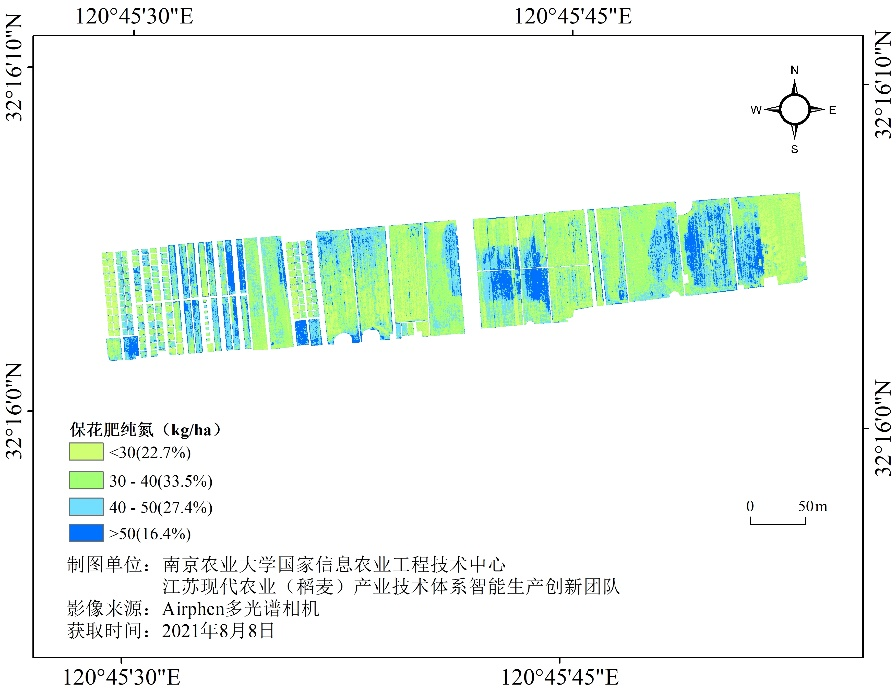 120°45'30"E
120°45'45"E
32°16'10"N
32°16'10"N
N
W
E
S
32°16'0"N
32°16'0"N
保花肥纯氮（kg/ha）
<30(22.7%)
30 - 40(33.5%)
40 - 50(27.4%)
>50(16.4%)
0 50m
制图单位：南京农业大学国家信息农业工程技术中心
江苏现代农业（稻麦）产业技术体系智能生产创新团队
影像来源：Airphen多光谱相机
获取时间：2021年8月8日
120°45'30"E
120°45'45"E